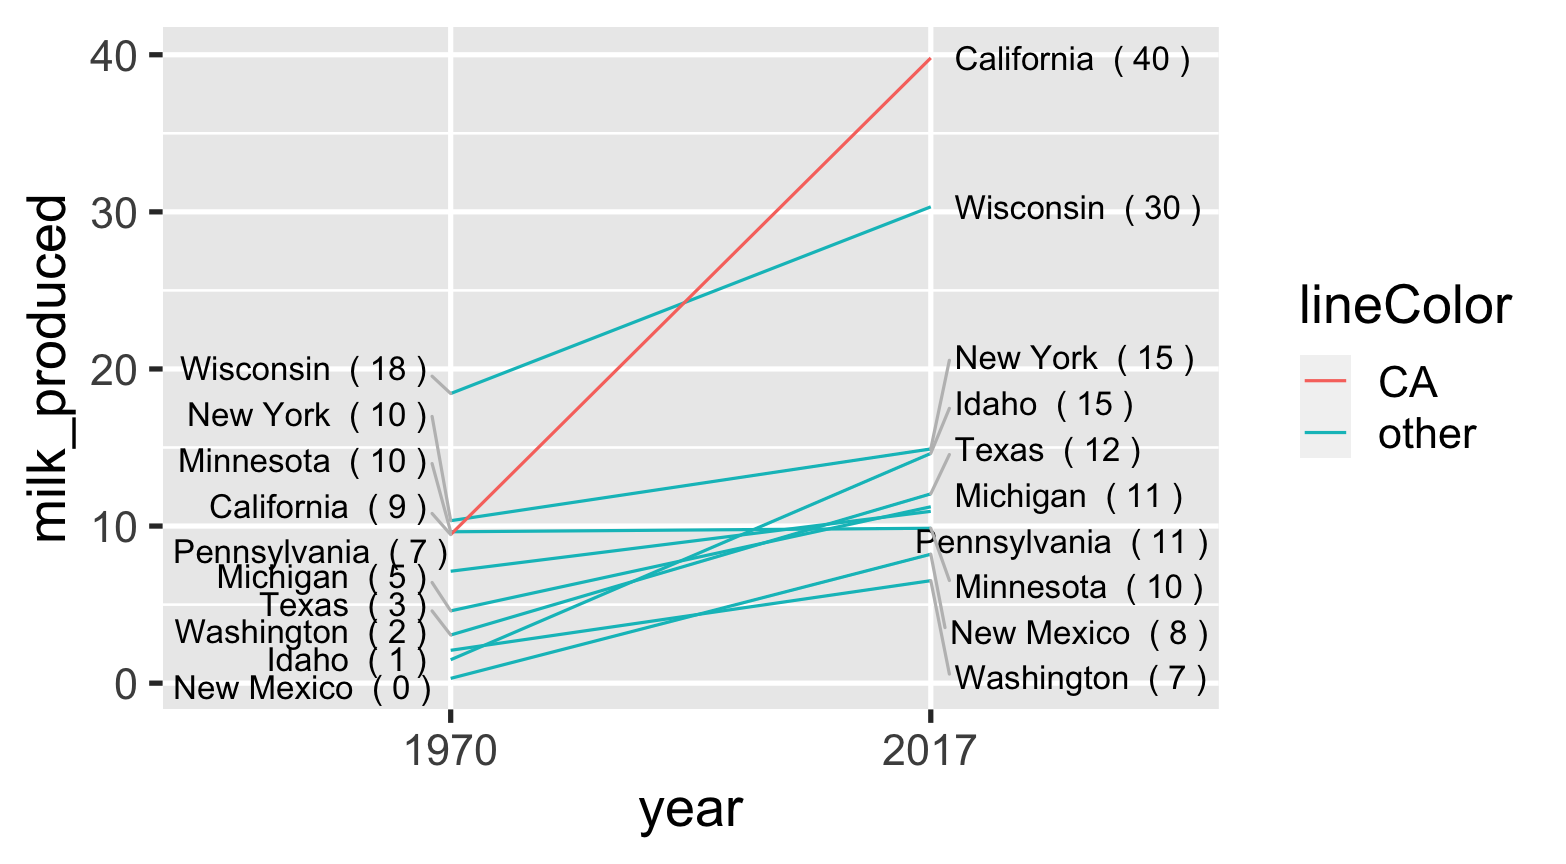 40
California ( 40 )
30
Wisconsin ( 30 )
20
Wisconsin ( 18 )
New York ( 10 )
Minnesota ( 10 )
California ( 9 )
Pennsylvania ( 7 )
Michigan ( 5 )
Texas ( 3 )
Washington ( 2 )
Idaho ( 1 )
New Mexico ( 0 )
New York ( 15 )
Idaho ( 15 )
Texas ( 12 )
Michigan ( 11 )
Pennsylvania ( 11 )
Minnesota ( 10 )
New Mexico ( 8 )
Washington ( 7 )
10
0
milk_produced
1970
2017
year
lineColor
CA
other